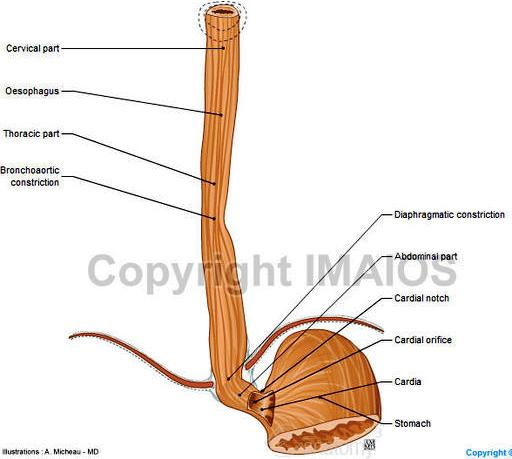 Cervical part
Oesophagus
Thoracic part
Bronchoaortic
constriction
Diaphragmatic constriction
Abdominal part
Copyright IMAIOS
Cardial notch
Cardial orifice
Cardia
Stomach
Illustrations : A. Micheau - MD
Copyright ©